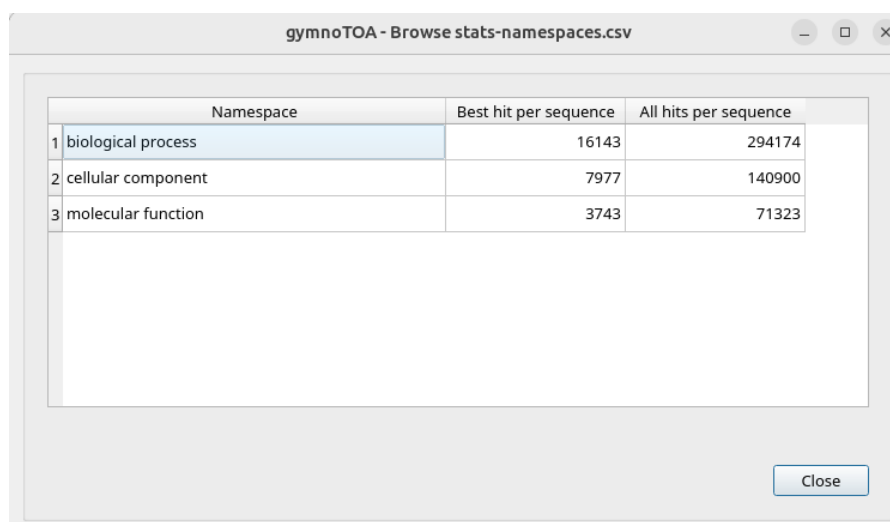 gymnoTOA - Browse stats-namespaces.csv
Namespace Best hit per sequence All hits per sequence
1 biological process 16143 294174
2 cellular component 7977 140900
3 molecular function 3743 71323
Close